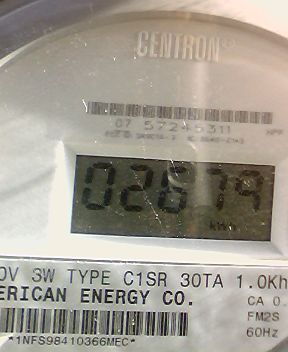 CENTRON®
07 57245311
02679
kWh
0V 3W TYPE C1SR 30TA 1.0Kh
ERICAN ENERGY CO.
CA 0.
FM2S
60Hz
*1NFS98410366MEC*